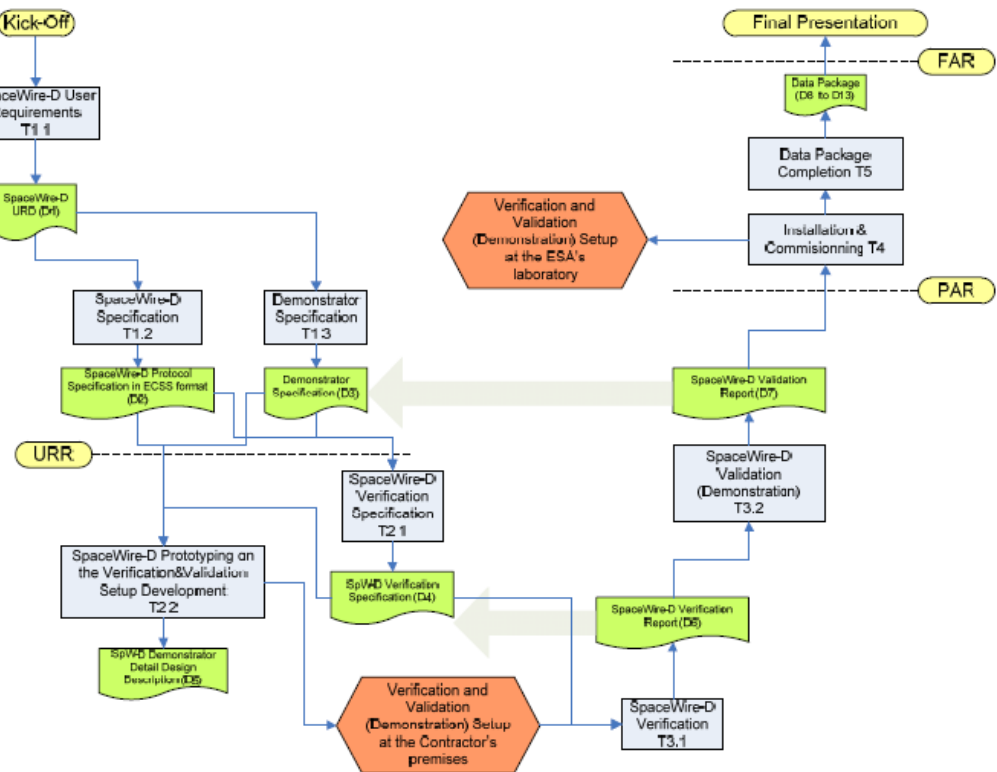 Kick-Off
Final Presentation
FAR
Data Package
(D8 to D13)
aceWire-D User
equirements
T1.1
Data Package
Completion T5
SpaceWire-D
URD (D1)
Verification and
Validation
(Demonstration) Setup
at the ESA's
laboratory
Installation &
Commisionning T4
PAR
SpaceWire-D
Specification
T1.2
Demonstrator
Specification
T1.3
SpaceWire-D Protocol
Specification in ECSS format
(D2)
Demonstrator
Specification (D3)
SpaceWire-D Validation
Report (D7)
URR
SpaceWire-D
Verification
Specification
T2.1
SpaceWire-D
Validation
(Demonstration)
T3.2
SpaceWire-D Prototyping on
the Verification&Validation
Setup Development
T2.2
SpW-D Verification
Specification (D4)
SpaceWire-D Verification
Report (D6)
SpW-D Demonstrator
Detail Design
Description (D5)
Verification and
Validation
(Demonstration) Setup
at the Contractor's
premises
SpaceWire-D
Verification
T3.1